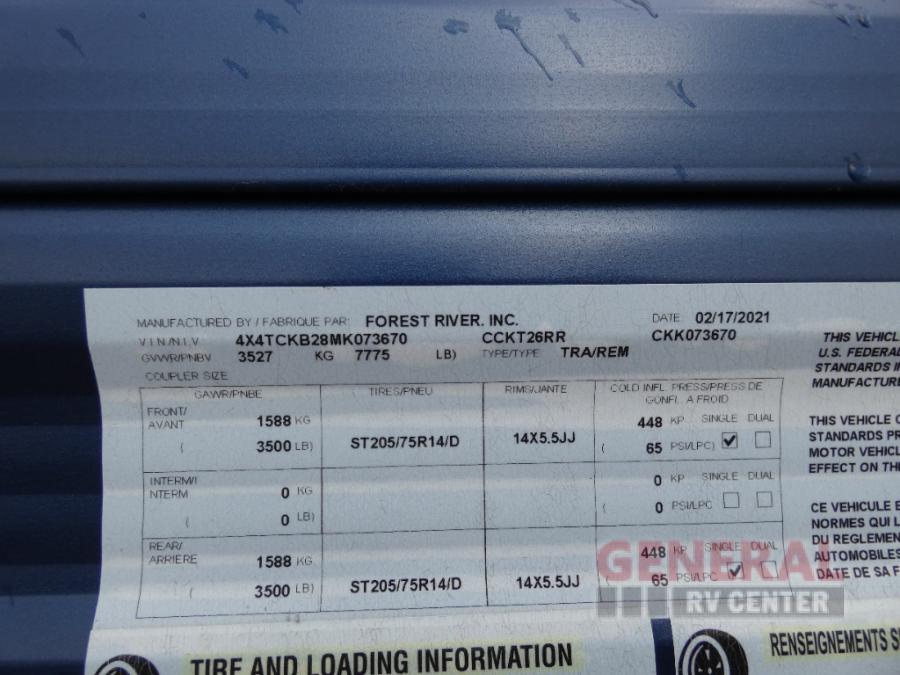 MANUFACTURED BY / FABRIQUE PAR: FOREST RIVER. INC. DATE: 02/17/2021
V I N /N.I.V 4X4TCKB28MK073670 CCKT26RR CKK073670
GVWR/PNBV 3527 KG 7775 LB) TYPE/TYPE TRA/REM
COUPLER SIZE
GAWR/PNBE TIRES/PNEU RIMS/JANTE COLD INFL. PRESS/PRESS DE GONFL. A FROID
FRONT/ AVANT 1588 KG 448 KP SINGLE DUAL
( 3500 LB) ST205/75R14/D 14X5.5JJ ( 65 PSI/LPC)
INTERM/I NTERM 0 KG 0 KP SINGLE DUAL
( 0 LB) ( 0 PSI/LPC
REAR/ ARRIERE 1588 KG 448 KP SINGLE DUAL
( 3500 LB) ST205/75R14/D 14X5.5JJ ( 65 PSI/LPC
THIS VEHICL
U.S. FEDERAL
STANDARDS I
MANUFACTURE
THIS VEHICLE C
STANDARDS PR
MOTOR VEHICL
EFFECT ON THE
CE VEHICULE E
NORMES QUI L
DU REGLEMEN
AUTOMOBILES
DATE DE SA F
GENERAL
RV CENTER
TIRE AND LOADING INFORMATION
RENSEIGNEMENTS S